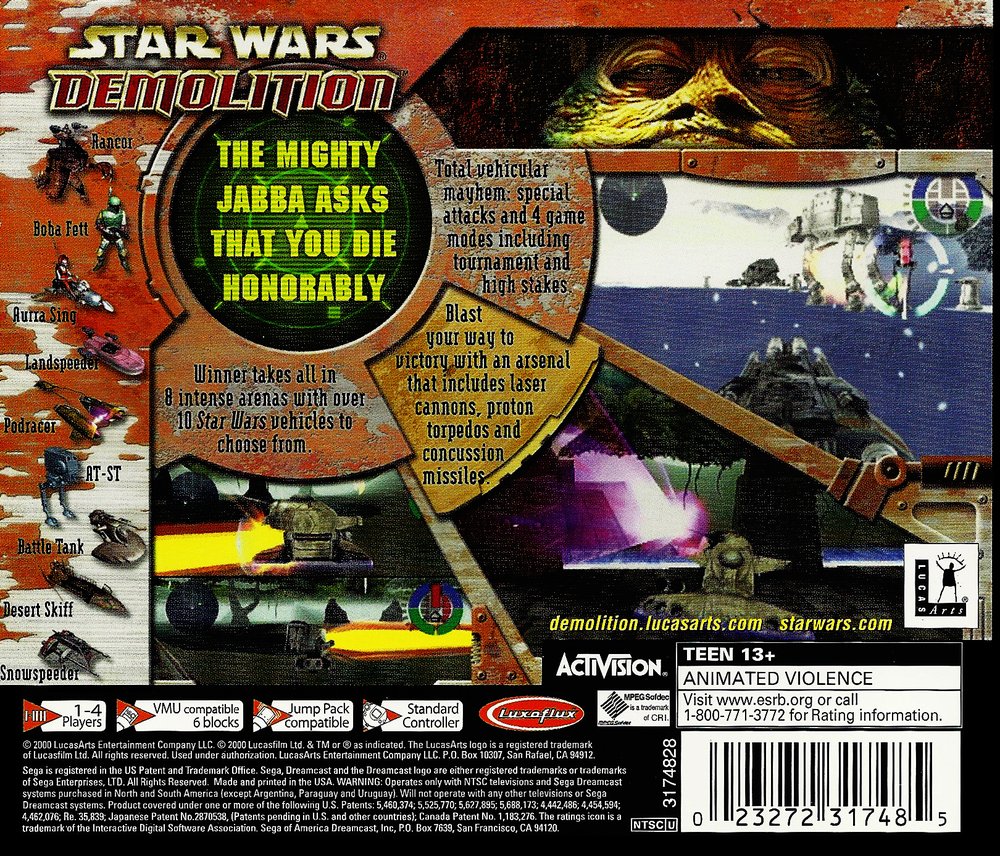 STAR WARS
DEMOLITION
Rancor
Boba Fett
Aurra Sing
Landspeeder
Podracer
AT-ST
Battle Tank
Desert Skiff
Snowspeeder
THE MIGHTY
JABBA ASKS
THAT YOU DIE
HONORABLY
Total vehicular
mayhem: special
attacks and 4 game
modes including
tournament and
high stakes.
Blast
your way to
victory with an arsenal
that includes laser
cannons, proton
torpedos and
concussion
missiles.
Winner takes all in
8 intense arenas with over
10 Star Wars vehicles to
choose from.
LUCAS
Arts
demolition.lucasarts.com starwars.com
ACTIVISION.
TEEN 13+
ANIMATED VIOLENCE
Visit www.esrb.org or call
1-800-771-3772 for Rating information.
1-4
Players
VMU compatible
6 blocks
Jump Pack
compatible
Standard
Controller
Luxoflux
MPEG Sofdec
is a trademark
of CRI.
MPEG Sofdec
© 2000 LucasArts Entertainment Company LLC. © 2000 Lucasfilm Ltd. & TM or ® as indicated. The LucasArts logo is a registered trademark
of Lucasfilm Ltd. All rights reserved. Used under authorization. LucasArts Entertainment Company LLC. P.O. Box 10307, San Rafael, CA 94912.
Sega is registered in the US Patent and Trademark Office. Sega, Dreamcast and the Dreamcast logo are either registered trademarks or trademarks
of Sega Enterprises, LTD. All Rights Reserved. Made and printed in the USA. WARNING: Operates only with NTSC televisions and Sega Dreamcast
systems purchased in North and South America (except Argentina, Paraguay and Uruguay). Will not operate with any other televisions or Sega
Dreamcast systems. Product covered under one or more of the following U.S. Patents: 5,460,374; 5,525,770; 5,627,895; 5,688,173; 4,442,486; 4,454,594;
4,462,076; Re. 35,839; Japanese Patent No.2870538, (Patents pending in U.S. and other countries); Canada Patent No. 1,183,276. The ratings icon is a
trademark of the Interactive Digital Software Association. Sega of America Dreamcast, Inc, P.O. Box 7639, San Francisco, CA 94120.
NTSC U
3174828
0 23272 31748 5